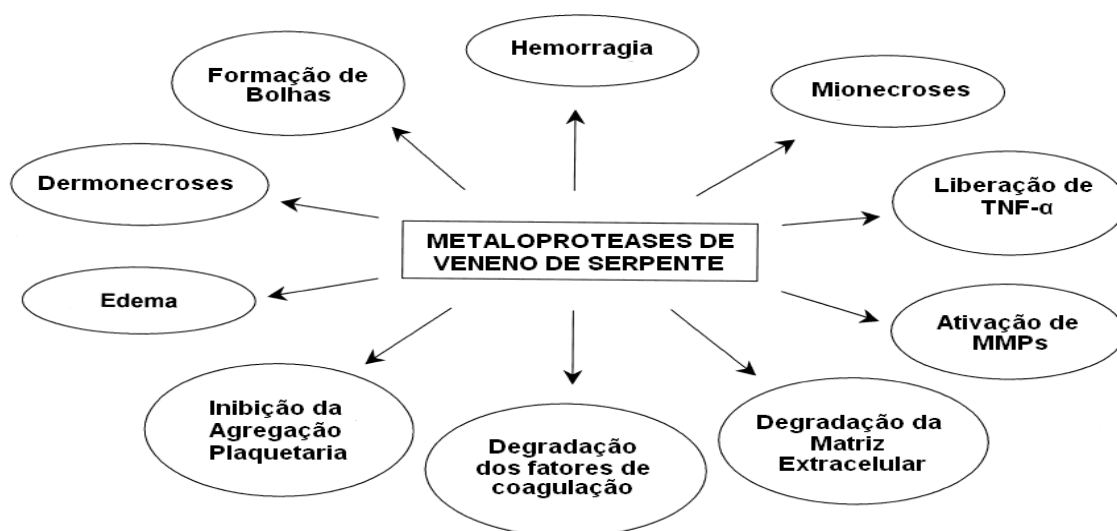 Hemorragia
Formação de
Bolhas
Mionecroses
Dermonecroses
Liberação de
TNF-α
METALOPROTEASES DE
VENENO DE SERPENTE
Edema
Ativação de
MMPs
Inibição da
Agregação
Plaquetaria
Degradação
dos fatores de
coagulação
Degradação da
Matriz
Extracelular